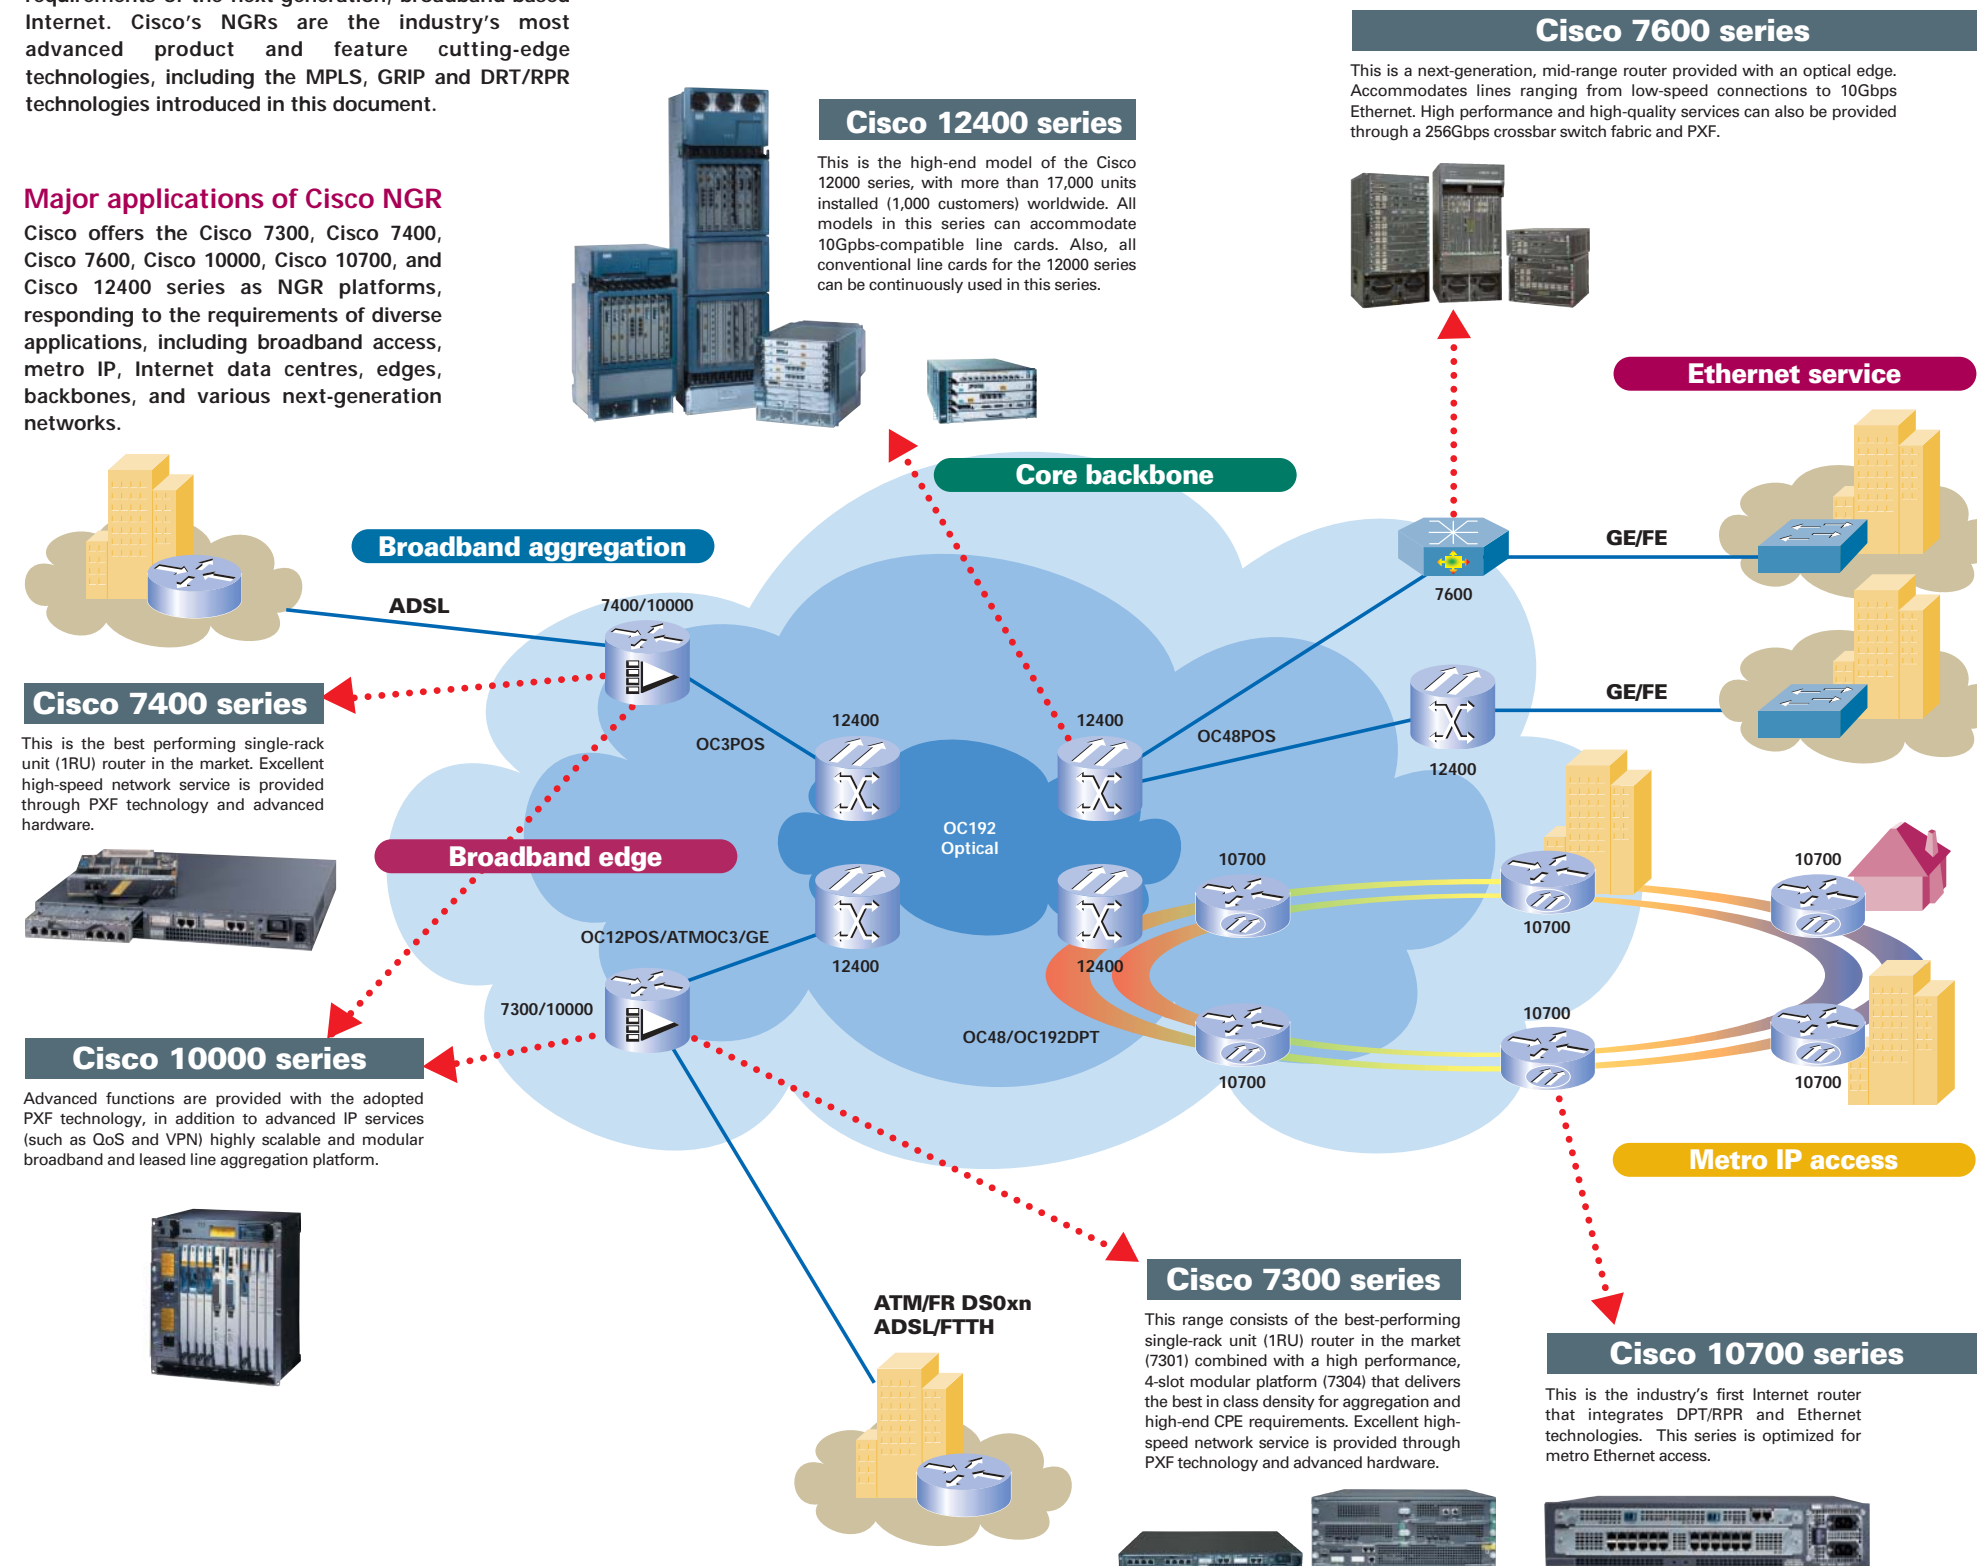 requirements of the next generation, broadband-based
Internet. Cisco's NGRs are the industry's most
advanced product and feature cutting-edge
technologies, including the MPLS, GRIP and DRT/RPR
technologies introduced in this document.
Major applications of Cisco NGR
Cisco offers the Cisco 7300, Cisco 7400,
Cisco 7600, Cisco 10000, Cisco 10700, and
Cisco 12400 series as NGR platforms,
responding to the requirements of diverse
applications, including broadband access,
metro IP, Internet data centres, edges,
backbones, and various next-generation
networks.
Cisco 12400 series
This is the high-end model of the Cisco
12000 series, with more than 17,000 units
installed (1,000 customers) worldwide. All
models in this series can accommodate
10Gpbs-compatible line cards. Also, all
conventional line cards for the 12000 series
can be continuously used in this series.
Cisco 7600 series
This is a next-generation, mid-range router provided with an optical edge.
Accommodates lines ranging from low-speed connections to 10Gbps
Ethernet. High performance and high-quality services can also be provided
through a 256Gbps crossbar switch fabric and PXF.
Ethernet service
Core backbone
Broadband aggregation
GE/FE
7600
ADSL
7400/10000
Cisco 7400 series
This is the best performing single-rack
unit (1RU) router in the market. Excellent
high-speed network service is provided
through PXF technology and advanced
hardware.
OC3POS
12400
12400
OC48POS
GE/FE
12400
OC192
Optical
Broadband edge
10700
10700
10700
OC12POS/ATMOC3/GE
12400
12400
7300/10000
OC48/OC192DPT
10700
10700
10700
Cisco 10000 series
Advanced functions are provided with the adopted
PXF technology, in addition to advanced IP services
(such as QoS and VPN) highly scalable and modular
broadband and leased line aggregation platform.
Metro IP access
ATM/FR DS0xn
ADSL/FTTH
Cisco 7300 series
This range consists of the best-performing
single-rack unit (1RU) router in the market
(7301) combined with a high performance,
4-slot modular platform (7304) that delivers
the best in class density for aggregation and
high-end CPE requirements. Excellent high-
speed network service is provided through
PXF technology and advanced hardware.
Cisco 10700 series
This is the industry's first Internet router
that integrates DPT/RPR and Ethernet
technologies. This series is optimized for
metro Ethernet access.